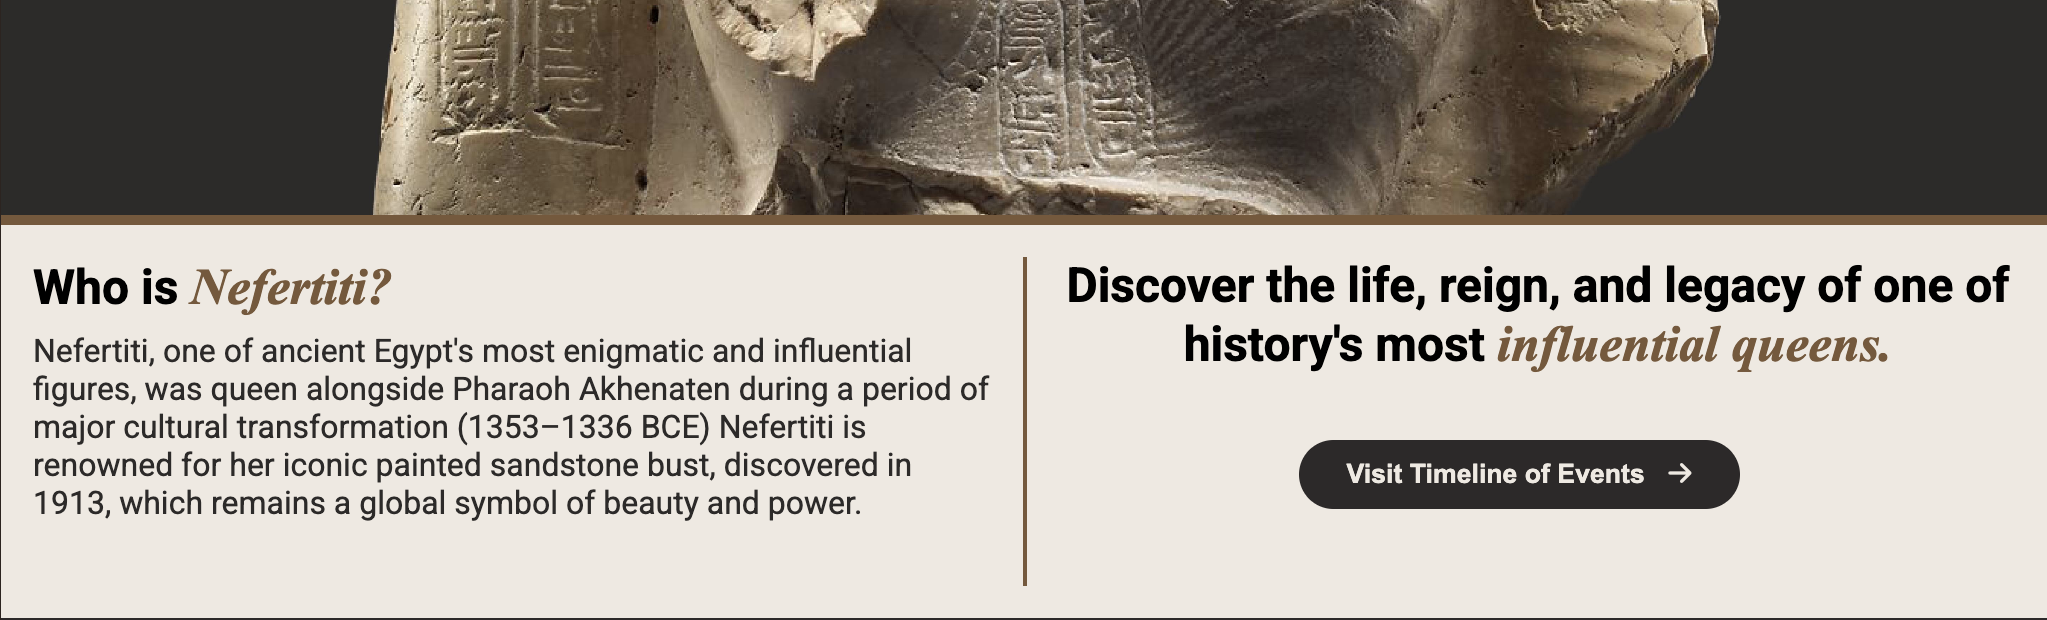 Who is Nefertiti?
Nefertiti, one of ancient Egypt's most enigmatic and influential
figures, was queen alongside Pharaoh Akhenaten during a period of
major cultural transformation (1353–1336 BCE) Nefertiti is
renowned for her iconic painted sandstone bust, discovered in
1913, which remains a global symbol of beauty and power.
Discover the life, reign, and legacy of one of
history's most influential queens.
Visit Timeline of Events →